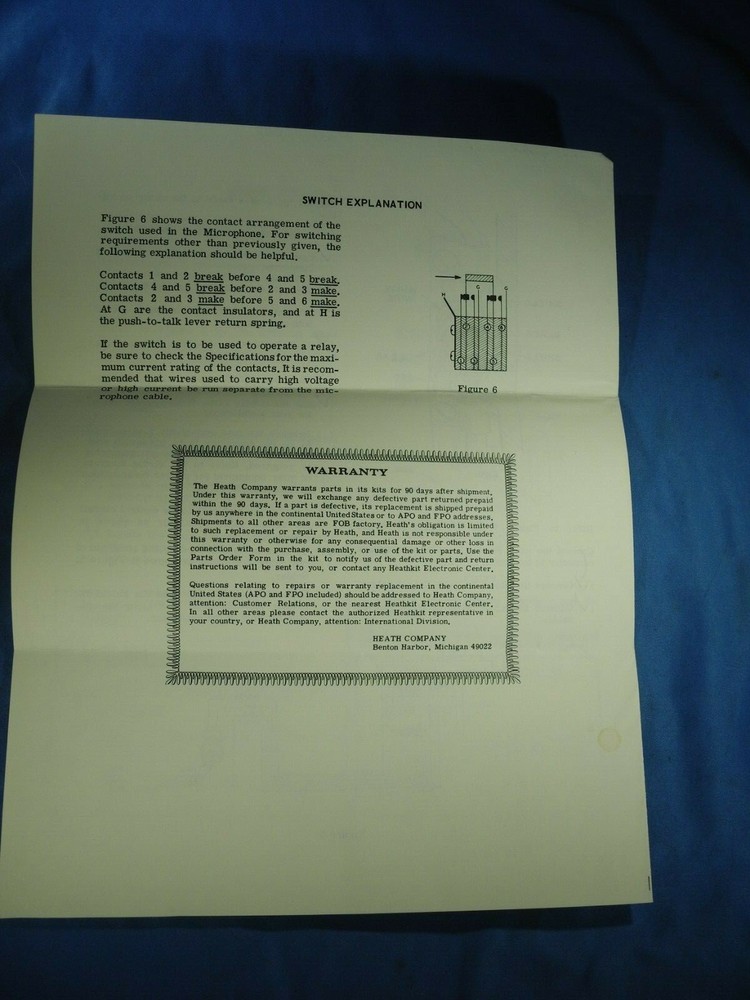 SWITCH EXPLANATION
Figure 6 shows the contact arrangement of the
switch used in the Microphone. For switching
requirements other than previously given, the
following explanation should be helpful.
Contacts 1 and 2 break before 4 and 5 break.
Contacts 4 and 5 break before 2 and 3 make.
Contacts 2 and 3 make before 5 and 6 make.
At G are the contact insulators, and at H is
the push-to-talk lever return spring.
If the switch is to be used to operate a relay,
be sure to check the Specifications for the maxi-
mum current rating of the contacts. It is recom-
mended that wires used to carry high voltage
or high current be run separate from the mic-
rophone cable.
G
G
H
Figure 6
WARRANTY
The Heath Company warrants parts in its kits for 90 days after shipment.
Under this warranty, we will exchange any defective part returned prepaid
within the 90 days. If a part is defective, its replacement is shipped prepaid
by us anywhere in the continental United States or to APO and FPO addresses.
Shipments to all other areas are FOB factory. Heath's obligation is limited
to such replacement or repair by Heath, and Heath is not responsible under
this warranty or otherwise for any consequential damage or other loss in
connection with the purchase, assembly, or use of the kit or parts. Use the
Parts Order Form in the kit to notify us of the defective part and return
instructions will be sent to you, or contact any Heathkit Electronic Center.
Questions relating to repairs or warranty replacement in the continental
United States (APO and FPO included) should be addressed to Heath Company,
attention: Customer Relations, or the nearest Heathkit Electronic Center.
In all other areas please contact the authorized Heathkit representative in
your country, or Heath Company, attention: International Division.
HEATH COMPANY
Benton Harbor, Michigan 49022